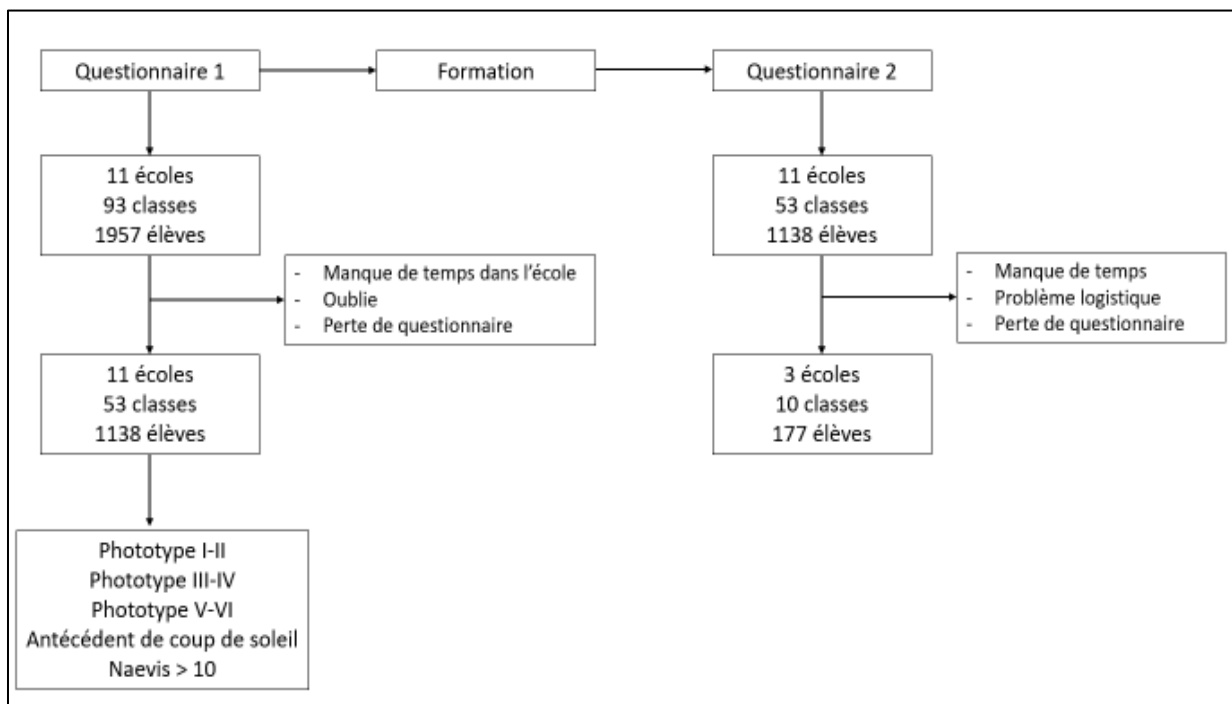 Questionnaire 1
Formation
Questionnaire 2
11 écoles
93 classes
1957 élèves
11 écoles
53 classes
1138 élèves
- Manque de temps dans l'école
- Oublie
- Perte de questionnaire
- Manque de temps
- Problème logistique
- Perte de questionnaire
11 écoles
53 classes
1138 élèves
3 écoles
10 classes
177 élèves
Phototype I-II
Phototype III-IV
Phototype V-VI
Antécédent de coup de soleil
Naevis > 10